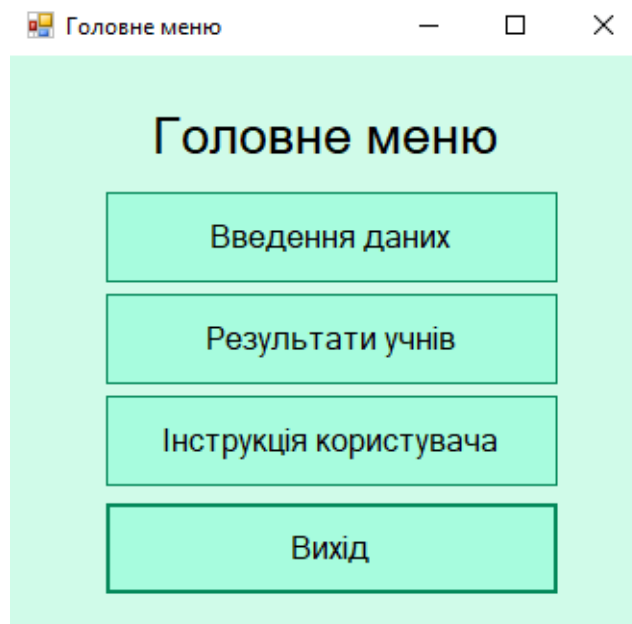 Головне меню
Головне меню
Введення даних
Результати учнів
Інструкція користувача
Вихід